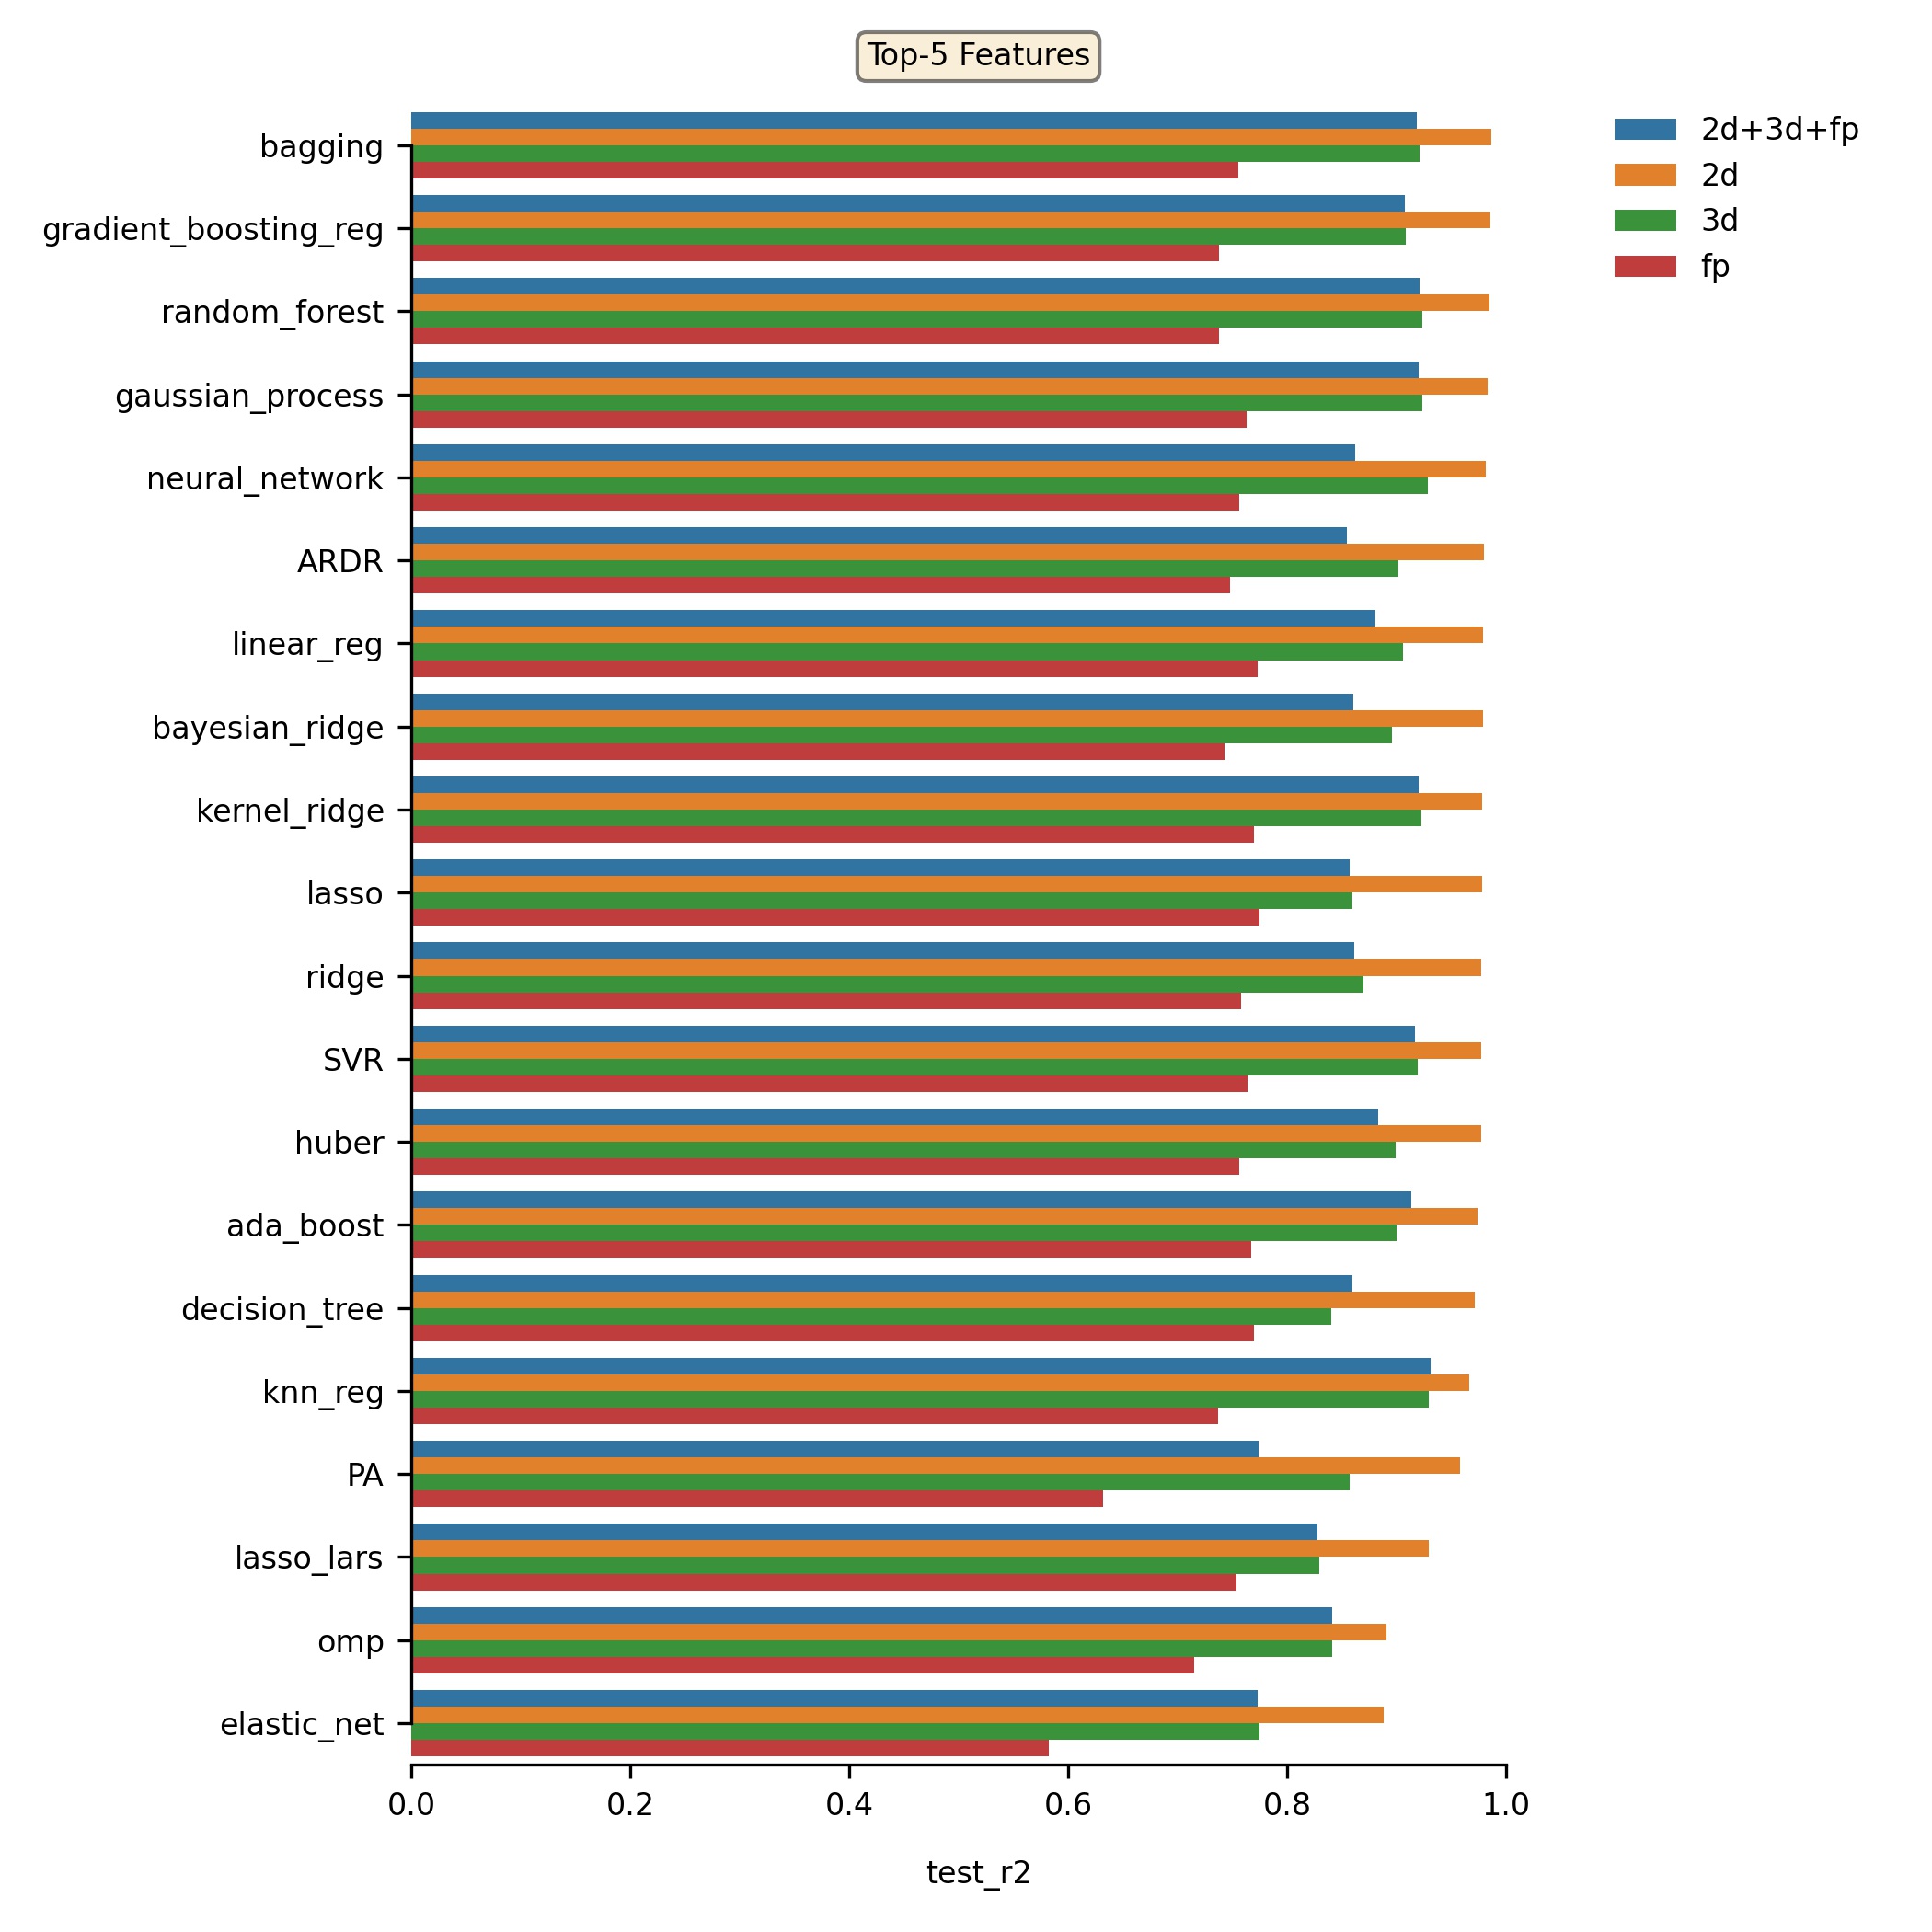 Top-5 Features
2d+3d+fp
2d
3d
fp
bagging
gradient_boosting_reg
random_forest
gaussian_process
neural_network
ARDR
linear_reg
bayesian_ridge
kernel_ridge
lasso
ridge
SVR
huber
ada_boost
decision_tree
knn_reg
PA
lasso_lars
omp
elastic_net
0.0 0.2 0.4 0.6 0.8 1.0
test_r2